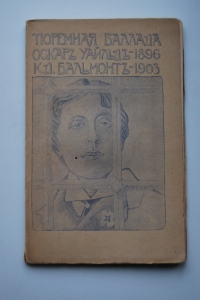 ТЮРЕМНАЯ БАЛЛАДА
ОСКАРЪ УАЙЛЬДЪ–1896
К.Д. БАЛЬМОНТЪ–1903